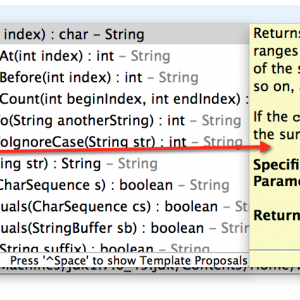 index) : char – String
At(int index) : int – String
Before(int index) : int – String
Count(int beginIndex, int endIndex) :
o(String anotherString) : int – String
oIgnoreCase(String str) : int – String
ing str) : String – String
CharSequence s) : boolean – String
uals(CharSequence cs) : boolean – String
uals(StringBuffer sb) : boolean – String
String suffix) : boolean – String
Press '^Space' to show Template Proposals
Returns
ranges
of the s
so on,
If the c
the sur
Specifi
Parame
Return